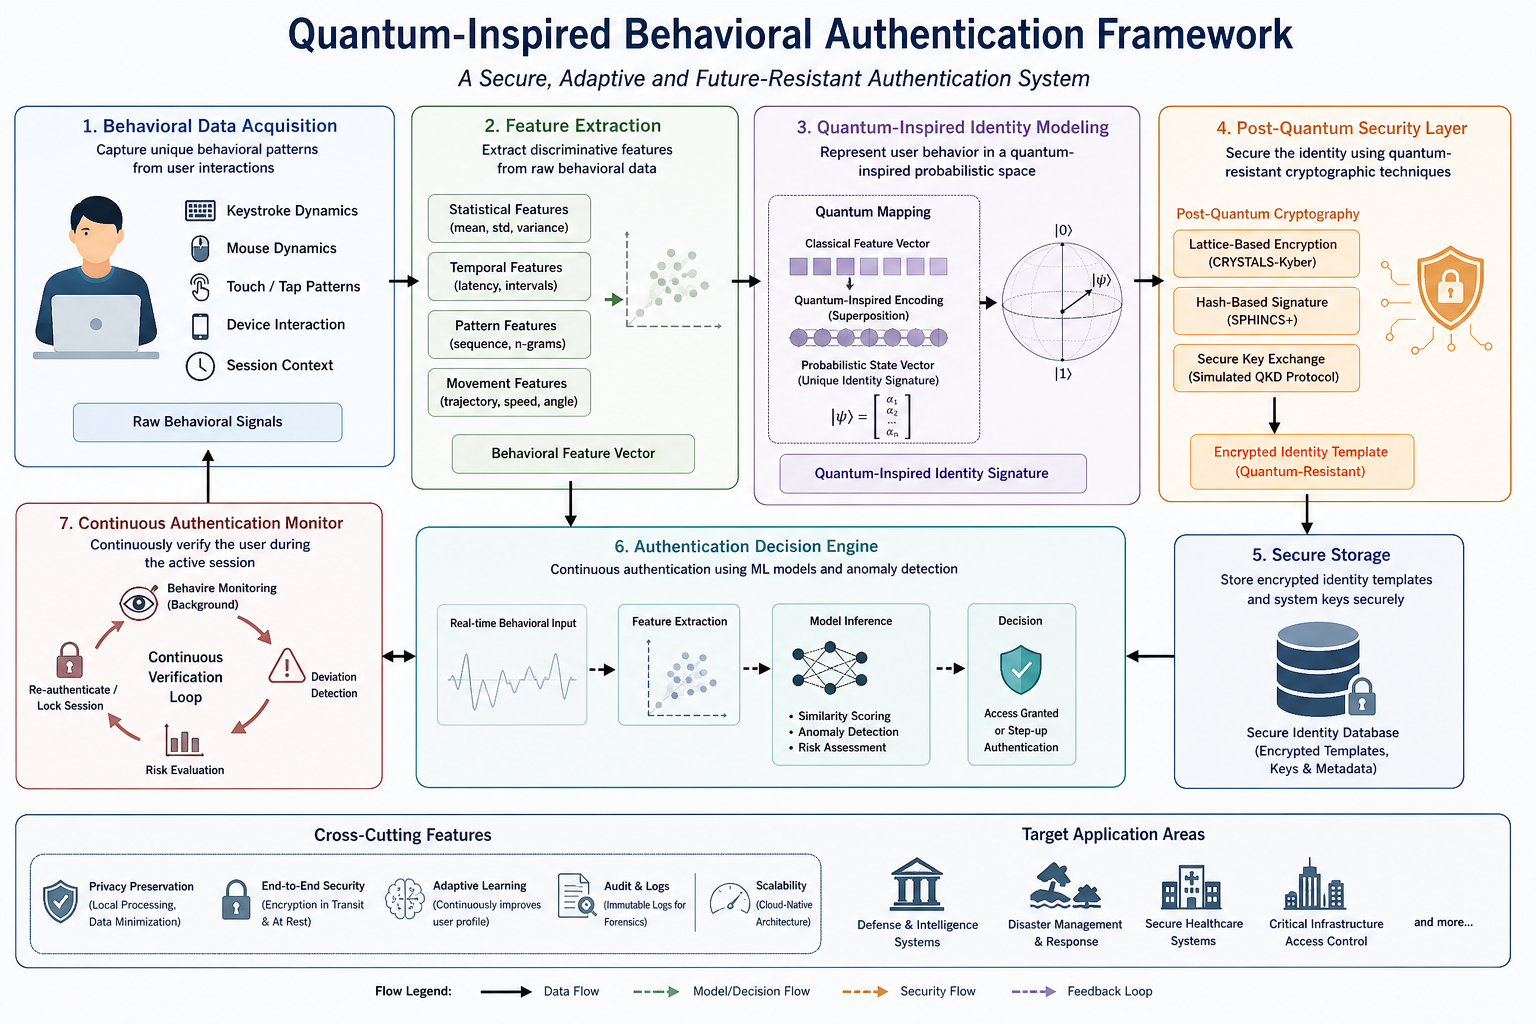 Quantum-Inspired Behavioral Authentication Framework
A Secure, Adaptive and Future-Resistant Authentication System
1. Behavioral Data Acquisition
Capture unique behavioral patterns
from user interactions
Keystroke Dynamics
Mouse Dynamics
Touch / Tap Patterns
Device Interaction
Session Context
Raw Behavioral Signals
2. Feature Extraction
Extract discriminative features
from raw behavioral data
Statistical Features
(mean, std, variance)
Temporal Features
(latency, intervals)
Pattern Features
(sequence, n-grams)
Movement Features
(trajectory, speed, angle)
Behavioral Feature Vector
3. Quantum-Inspired Identity Modeling
Represent user behavior in a quantum-
inspired probabilistic space
Quantum Mapping
Classical Feature Vector
Quantum-Inspired Encoding
(Superposition)
Probabilistic State Vector
(Unique Identity Signature)
|ψ⟩ =
α₁
α₂
...
αₙ
|0⟩
|ψ⟩
|1⟩
Quantum-Inspired Identity Signature
4. Post-Quantum Security Layer
Secure the identity using quantum-
resistant cryptographic techniques
Post-Quantum Cryptography
Lattice-Based Encryption
(CRYSTALS-Kyber)
Hash-Based Signature
(SPHINCS+)
Secure Key Exchange
(Simulated QKD Protocol)
Encrypted Identity Template
(Quantum-Resistant)
7. Continuous Authentication Monitor
Continuously verify the user during
the active session
Behavire Monitoring
(Background)
Continuous
Verification
Loop
Deviation
Detection
Re-authenticate /
Lock Session
Risk Evaluation
6. Authentication Decision Engine
Continuous authentication using ML models and anomaly detection
Real-time Behavioral Input
Feature Extraction
Model Inference
• Similarity Scoring
• Anomaly Detection
• Risk Assessment
Decision
Access Granted
or Step-up
Authentication
5. Secure Storage
Store encrypted identity templates
and system keys securely
Secure Identity Database
(Encrypted Templates,
Keys & Metadata)
Cross-Cutting Features
Privacy Preservation
(Local Processing,
Data Minimization)
End-to-End Security
(Encryption in Transit
& At Rest)
Adaptive Learning
(Continuously improves
user profile)
Audit & Logs
(Immutable Logs for
Forensics)
Scalability
(Cloud-Native
Architecture)
Target Application Areas
Defense & Intelligence
Systems
Disaster Management
& Response
Secure Healthcare
Systems
Critical Infrastructure
Access Control
and more...
Flow Legend:
Data Flow
Model/Decision Flow
Security Flow
Feedback Loop